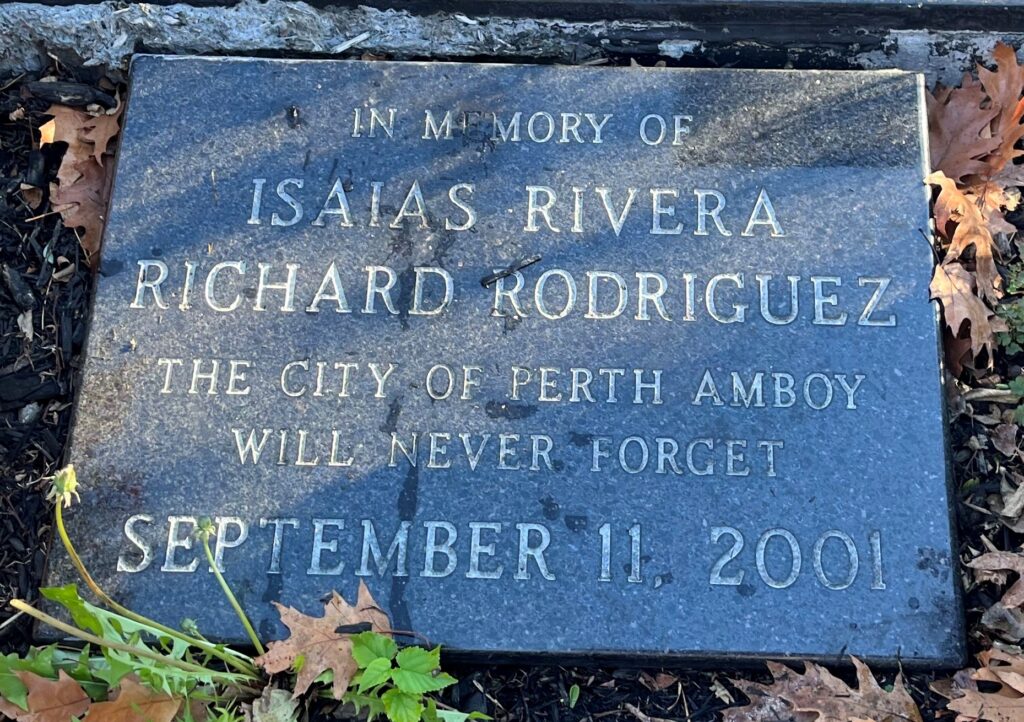 IN MEMORY OF
ISAIAS RIVERA
RICHARD RODRIGUEZ
THE CITY OF PERTH AMBOY
WILL NEVER FORGET
SEPTEMBER 11, 2001